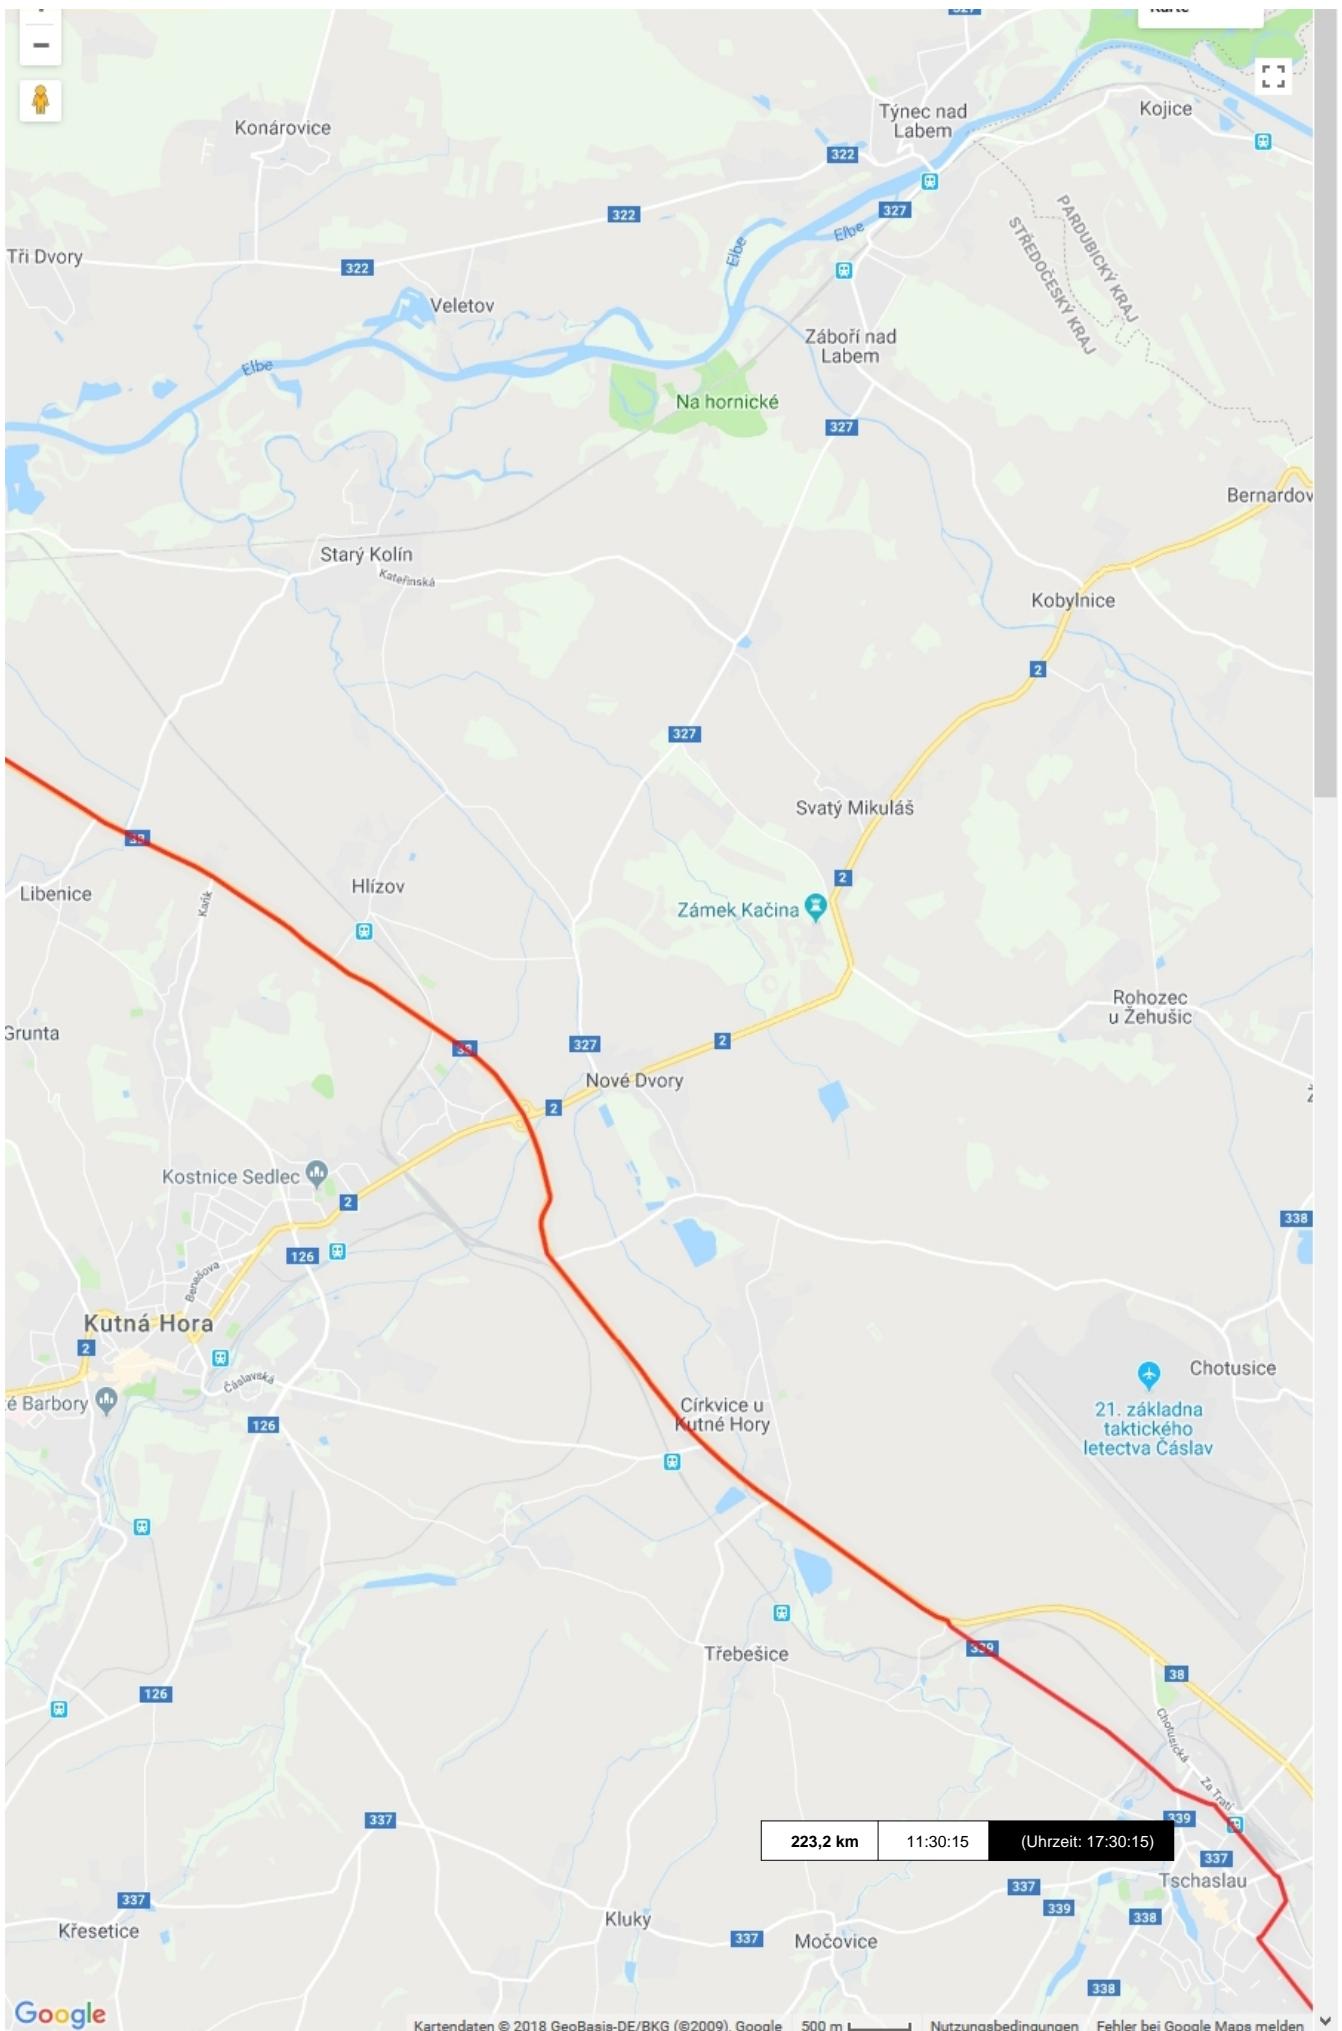 Týnec nad
Labem
Kojice
Konárovice
322
322
327
PARDUBICKÝ KRAJ
STŘEDOČESKÝ KRAJ
Elbe
Elbe
Tři Dvory
322
Veletov
Záboří nad
Labem
Elbe
Na hornické
327
Bernardov
Starý Kolín
Kateřinská
Kobylnice
2
327
Svatý Mikuláš
38
Libenice
Hlízov
2
Kaňk
Zámek Kačina
Rohozec
u Žehušic
Grunta
38
327
2
Nové Dvory
2
Kostnice Sedlec
2
338
126
Benešova
Kutná Hora
2
Chotusice
Čáslavská
é Barbory
Církvice u
Kutné Hory
21. základna
taktického
letectva Čáslav
126
Třebešice
339
38
126
Chotusická
Za Tratí
337
339
223,2 km 11:30:15 (Uhrzeit: 17:30:15)
337
Tschaslau
337
337
339
338
Křesetice
Kluky
337
Močovice
338
Google
Kartendaten © 2018 GeoBasis-DE/BKG (©2009), Google 500 m Nutzungsbedingungen Fehler bei Google Maps melden